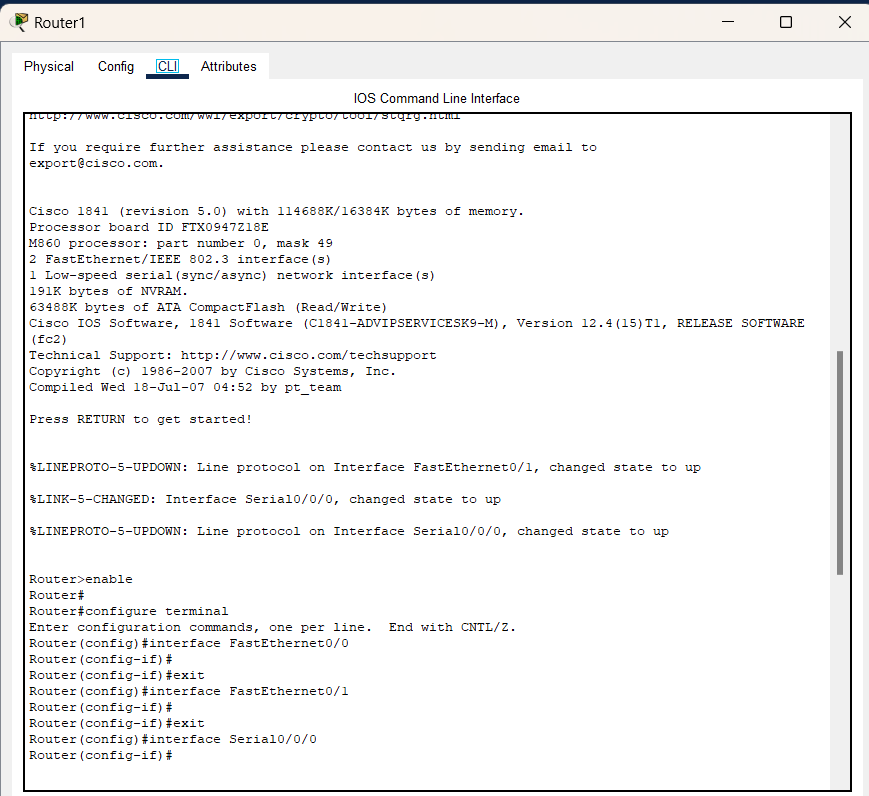 Router1
Physical Config CLI Attributes
IOS Command Line Interface
http://www.cisco.com/wwl/export/crypto/tool/stqrg.html
If you require further assistance please contact us by sending email to
export@cisco.com.
Cisco 1841 (revision 5.0) with 114688K/16384K bytes of memory.
Processor board ID FTX0947Z18E
M860 processor: part number 0, mask 49
2 FastEthernet/IEEE 802.3 interface(s)
1 Low-speed serial(sync/async) network interface(s)
191K bytes of NVRAM.
63488K bytes of ATA CompactFlash (Read/Write)
Cisco IOS Software, 1841 Software (C1841-ADVIPSERVICESK9-M), Version 12.4(15)T1, RELEASE SOFTWARE
(fc2)
Technical Support: http://www.cisco.com/techsupport
Copyright (c) 1986-2007 by Cisco Systems, Inc.
Compiled Wed 18-Jul-07 04:52 by pt_team
Press RETURN to get started!
%LINEPROTO-5-UPDOWN: Line protocol on Interface FastEthernet0/1, changed state to up
%LINK-5-CHANGED: Interface Serial0/0/0, changed state to up
%LINEPROTO-5-UPDOWN: Line protocol on Interface Serial0/0/0, changed state to up
Router>enable
Router#
Router#configure terminal
Enter configuration commands, one per line.  End with CNTL/Z.
Router(config)#interface FastEthernet0/0
Router(config-if)#
Router(config-if)#exit
Router(config)#interface FastEthernet0/1
Router(config-if)#
Router(config-if)#exit
Router(config)#interface Serial0/0/0
Router(config-if)#